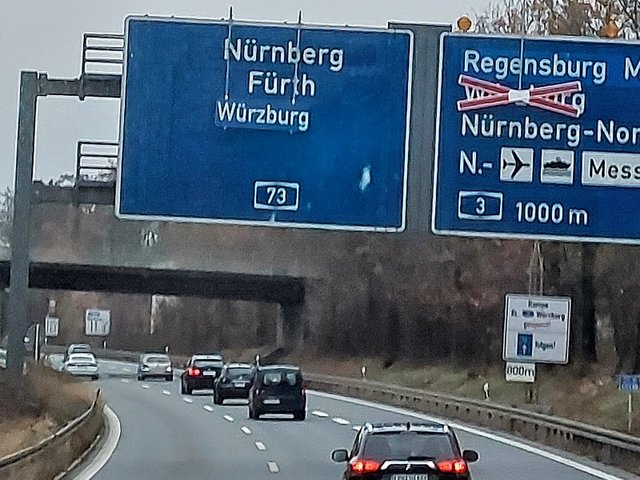 Nürnberg
Fürth
Würzburg
73
Regensburg M
Nürnberg-Nor
N.-
Mess
3 1000 m
800m